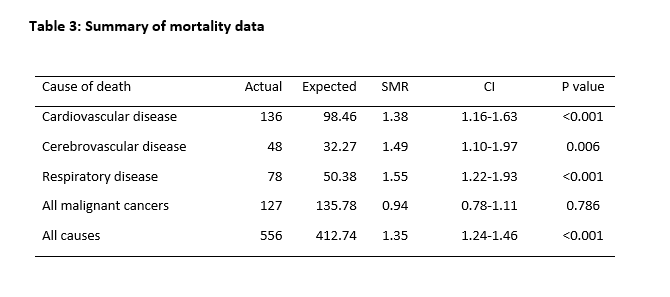 Table 3: Summary of mortality data
Cause of death Actual Expected SMR CI P value
Cardiovascular disease 136 98.46 1.38 1.16-1.63 <0.001
Cerebrovascular disease 48 32.27 1.49 1.10-1.97 0.006
Respiratory disease 78 50.38 1.55 1.22-1.93 <0.001
All malignant cancers 127 135.78 0.94 0.78-1.11 0.786
All causes 556 412.74 1.35 1.24-1.46 <0.001